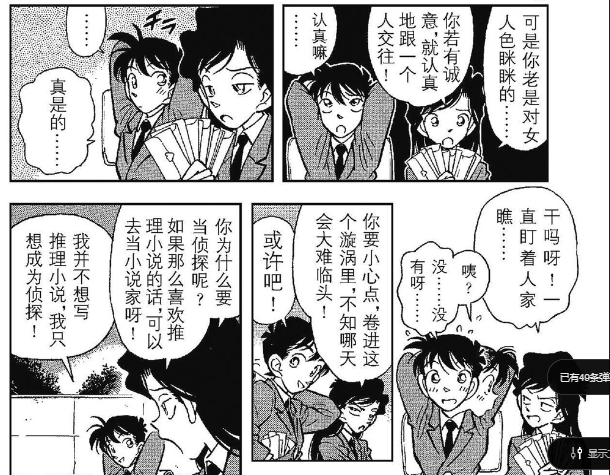 可是你老是对女
人色眯眯的……
你若有诚
意，就认真
地跟一个
人交往！
认真嘛
……
……
真是的……
干吗呀！一
直盯着人家
瞧……
咦？
没……没
有呀……
你要小心点，卷进这
个漩涡里，不知哪天
会大难临头！
或许吧！
你为什么要
当侦探呢？
如果那么喜欢推
理小说的话，可以
去当小说家呀！
我并不想写
推理小说，我只
想成为侦探！
已有49条弹
显示